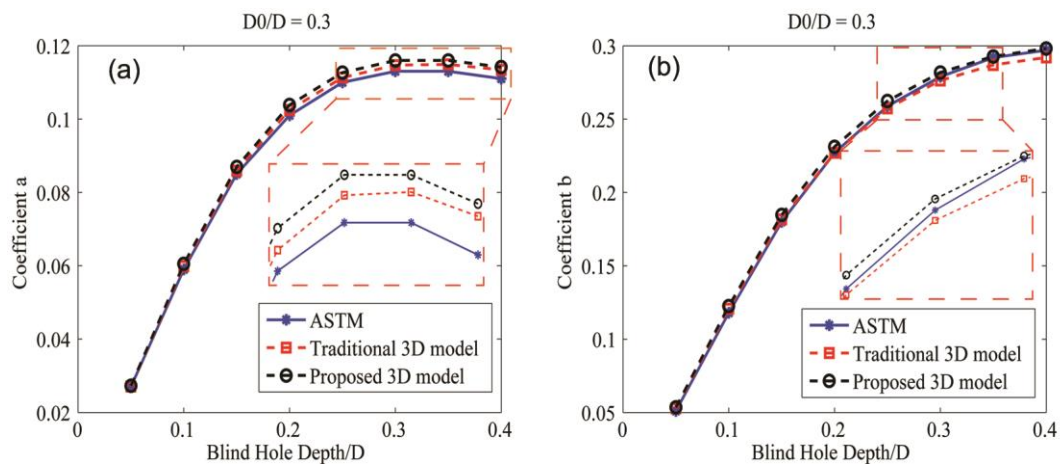 D0/D = 0.3
0.12
0.1
0.08
0.06
0.04
0.02
Coefficient a
(a)
ASTM
Traditional 3D model
Proposed 3D model
0.1
0.2
0.3
0.4
Blind Hole Depth/D
D0/D = 0.3
0.3
0.25
0.2
0.15
0.1
0.05
Coefficient b
(b)
ASTM
Traditional 3D model
Proposed 3D model
0.1
0.2
0.3
0.4
Blind Hole Depth/D